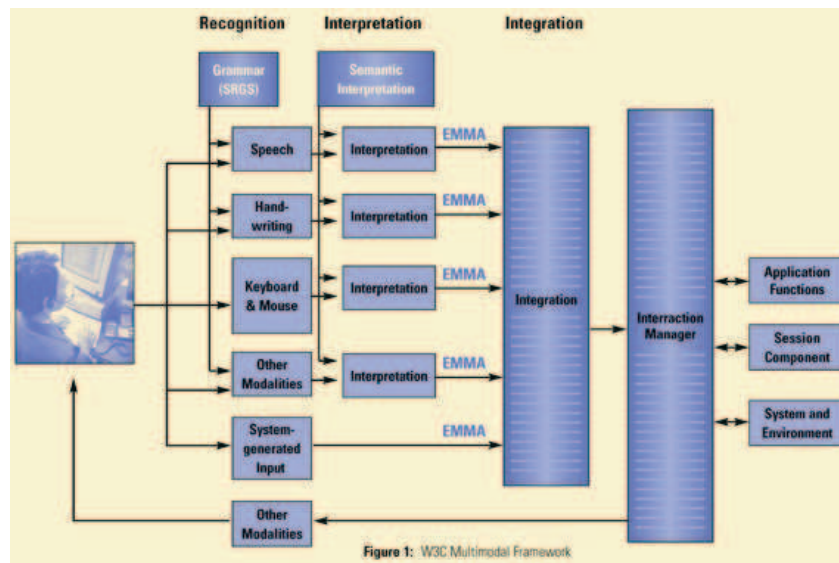 Recognition Interpretation Integration
Grammar
(SRGS)
Semantic
Interpretation
Speech
Interpretation
EMMA
Hand-
writing
Interpretation
EMMA
Keyboard
& Mouse
Interpretation
EMMA
Integration
Interraction
Manager
Application
Functions
Session
Component
System and
Environment
Other
Modalities
Interpretation
EMMA
System-
generated
Input
EMMA
Other
Modalities
Figure 1: W3C Multimodal Framework